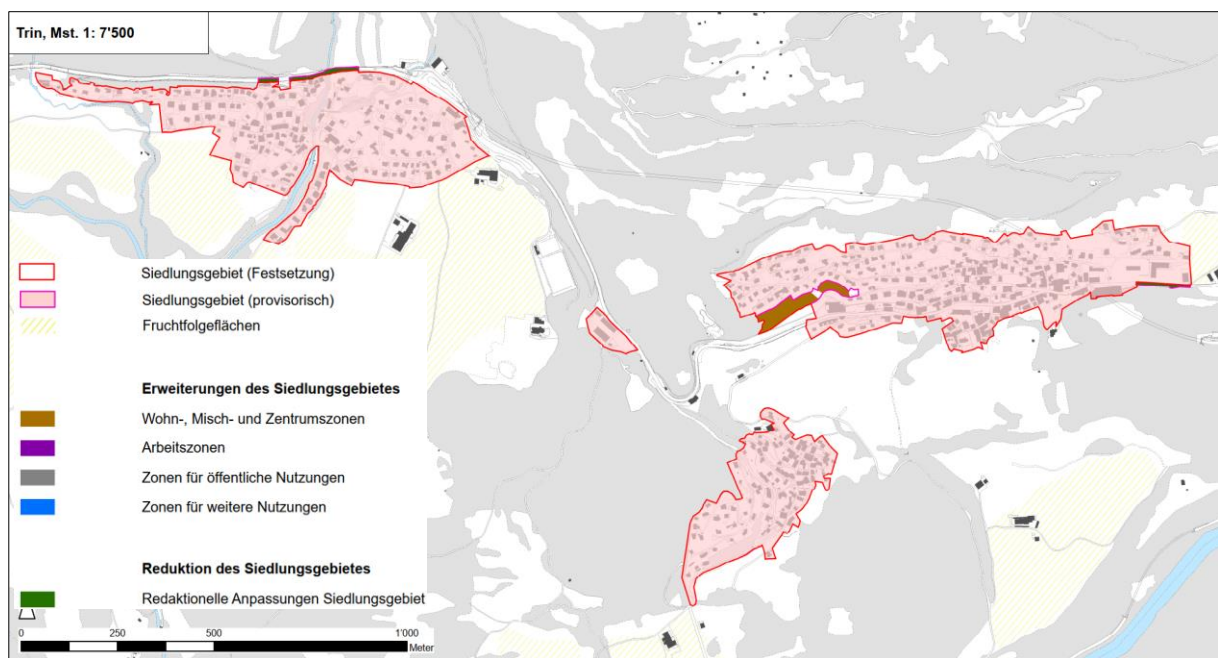 Trin, Mst. 1: 7'500
Siedlungsgebiet (Festsetzung)
Siedlungsgebiet (provisorisch)
Fruchtfolgeflächen
Erweiterungen des Siedlungsgebietes
Wohn-, Misch- und Zentrumszonen
Arbeitszonen
Zonen für öffentliche Nutzungen
Zonen für weitere Nutzungen
Reduktion des Siedlungsgebietes
Redaktionelle Anpassungen Siedlungsgebiet
0 250 500 1'000
Meter